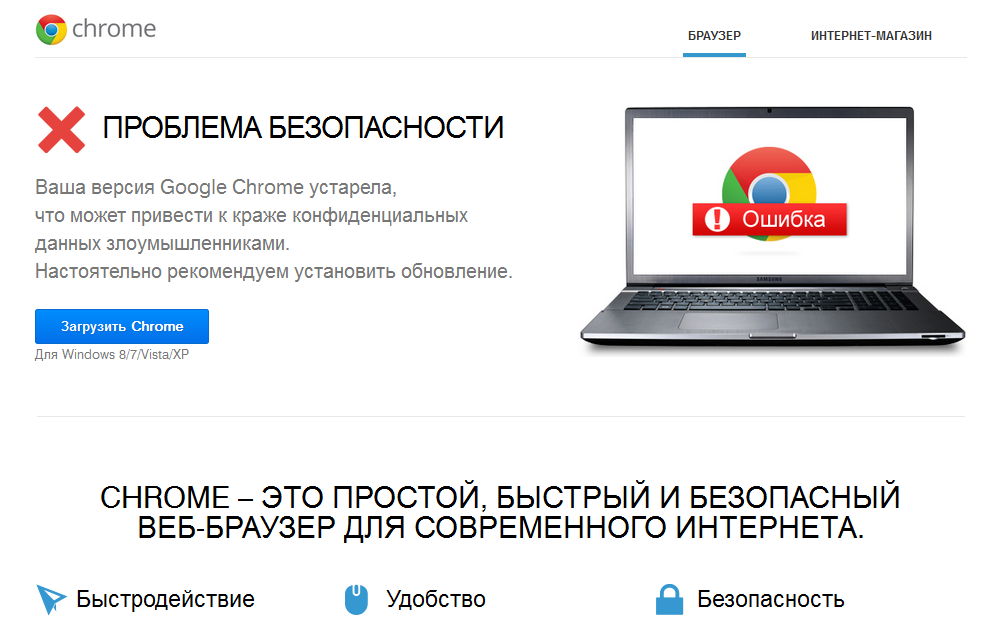 chrome
БРАУЗЕР
ИНТЕРНЕТ-МАГАЗИН
ПРОБЛЕМА БЕЗОПАСНОСТИ
Ваша версия Google Chrome устарела,
что может привести к краже конфиденциальных
данных злоумышленниками.
Настоятельно рекомендуем установить обновление.
! Ошибка
SAMSUNG
Загрузить Chrome
Для Windows 8/7/Vista/XP
CHROME – ЭТО ПРОСТОЙ, БЫСТРЫЙ И БЕЗОПАСНЫЙ
ВЕБ-БРАУЗЕР ДЛЯ СОВРЕМЕННОГО ИНТЕРНЕТА.
Быстродействие
Удобство
Безопасность